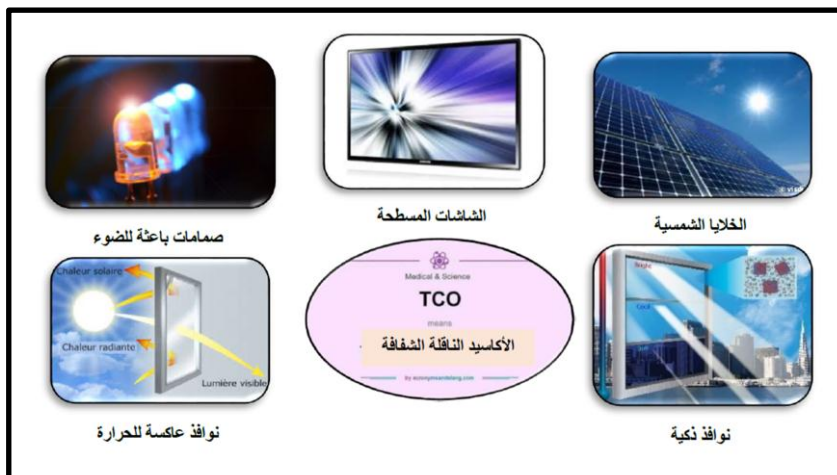 الشاشات المسطحة
صمامات باعثة للضوء
الخلايا الشمسية
Chaleur solaire
Chaleur radiante
Lumière visible
Medical & Science
TCO
means
الأكاسيد الناقلة الشفافة
نوافذ عاكسة للحرارة
نوافذ ذكية